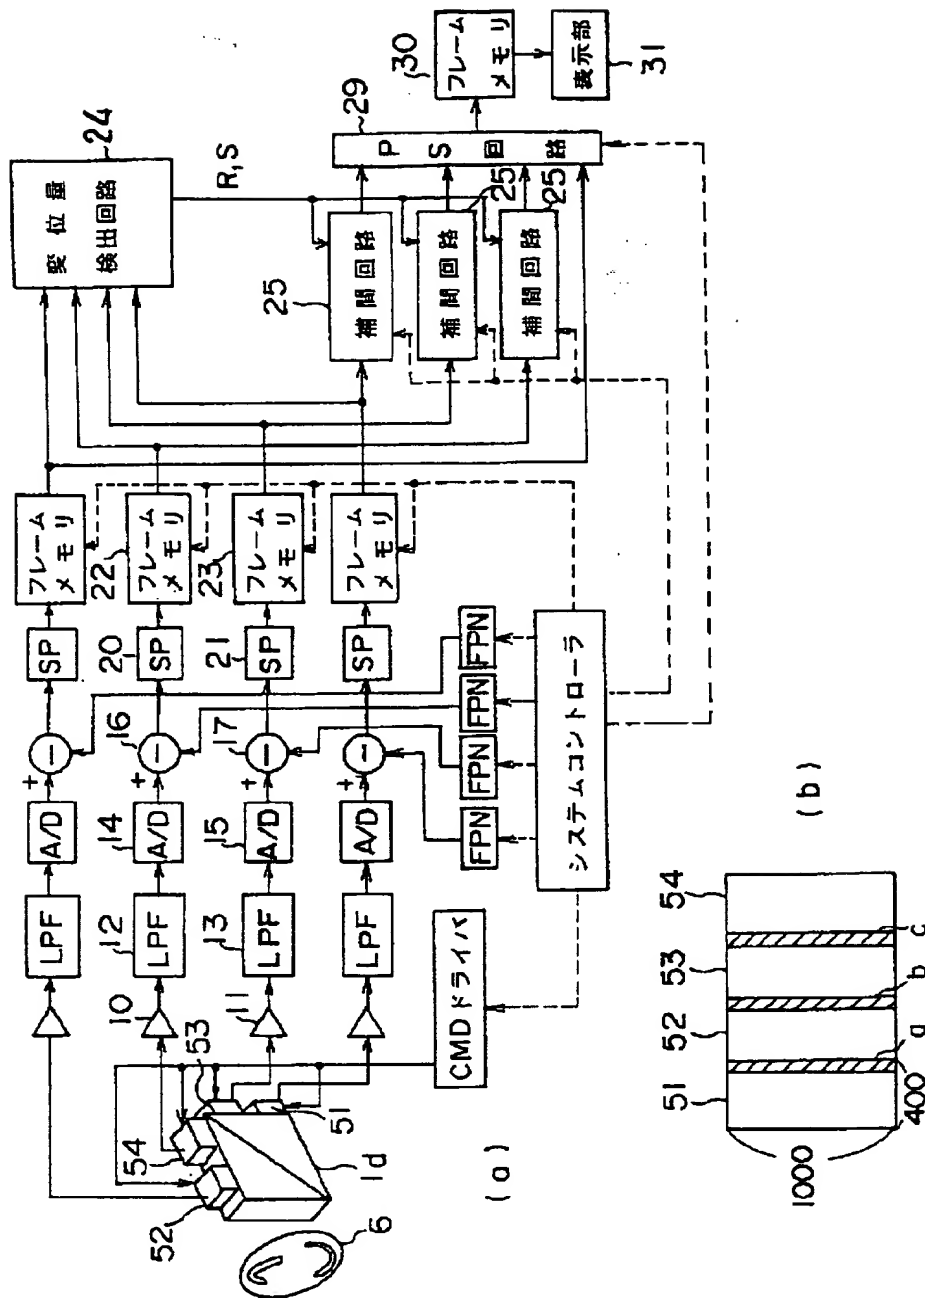 6
52
54
53
51
1d
10
11
LPF
12
LPF
13
LPF
LPF
A/D
14
A/D
15
A/D
A/D
+
−
+
16
−
+
17
−
+
−
SP
20
SP
21
SP
SP
フレーム
メモリ
22
フレーム
メモリ
23
フレーム
メモリ
フレーム
メモリ
変位量
検出回路
24
R,S
25
補間回路
補間回路
25
補間回路
25
29
PS回路
30
フレーム
メモリ
表示部
31
FPN
FPN
FPN
FPN
CMDドライバ
システムコントローラ
(a)
51
52
53
54
1000
400
a
b
c
(b)